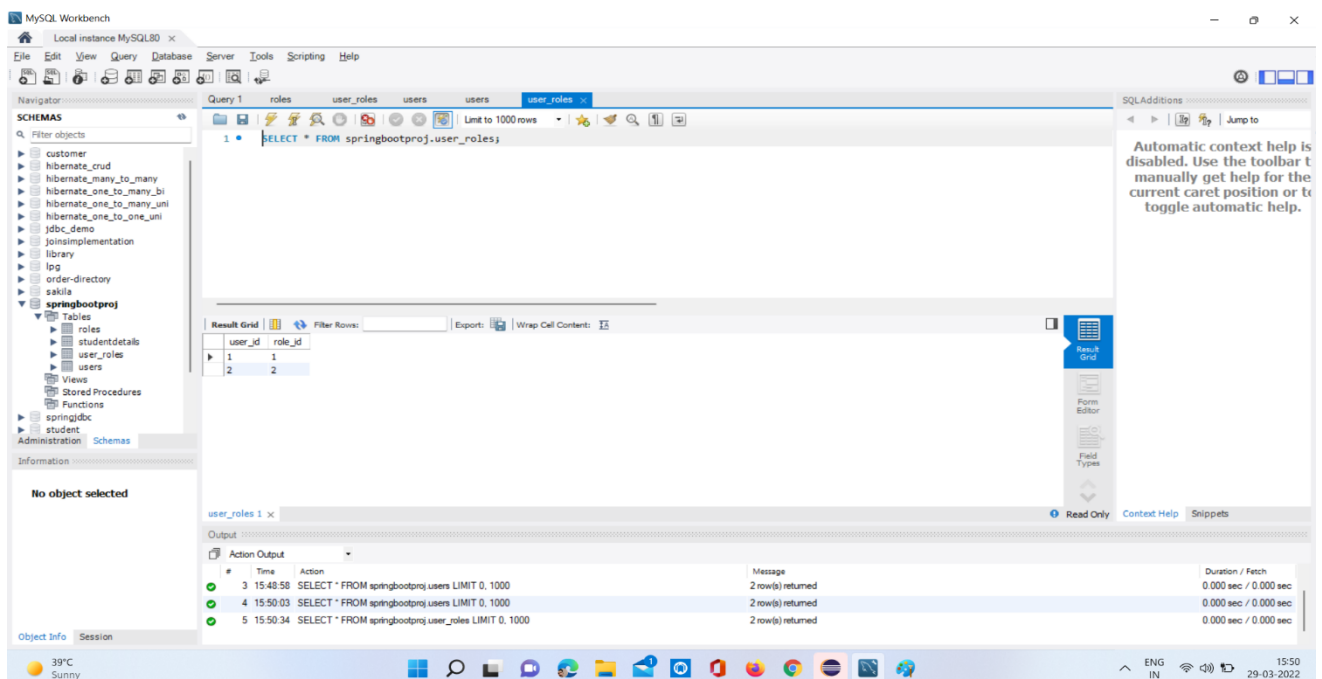 MySQL Workbench
Local instance MySQL80 ×
File Edit View Query Database Server Tools Scripting Help
Navigator
SCHEMAS
Filter objects
customer
hibernate_crud
hibernate_many_to_many
hibernate_one_to_many_bi
hibernate_one_to_many_uni
hibernate_one_to_one_uni
jdbc_demo
joinsimplementation
library
lpg
order-directory
sakila
springbootproj
Tables
roles
studentdetails
user_roles
users
Views
Stored Procedures
Functions
springjdbc
student
Administration Schemas
Information
No object selected
Object Info Session
Query 1 roles user_roles users users user_roles ×
Limit to 1000 rows
1 SELECT * FROM springbootproj.user_roles;
Result Grid Filter Rows: Export: Wrap Cell Content:
user_id role_id
1 1
2 2
Result Grid
Form Editor
Field Types
user_roles 1 ×
Read Only
Output
Action Output
# Time Action Message Duration / Fetch
3 15:48:58 SELECT * FROM springbootproj.users LIMIT 0, 1000 2 row(s) returned 0.000 sec / 0.000 sec
4 15:50:03 SELECT * FROM springbootproj.users LIMIT 0, 1000 2 row(s) returned 0.000 sec / 0.000 sec
5 15:50:34 SELECT * FROM springbootproj.user_roles LIMIT 0, 1000 2 row(s) returned 0.000 sec / 0.000 sec
SQLAdditions
Jump to
Automatic context help is
disabled. Use the toolbar t
manually get help for the
current caret position or to
toggle automatic help.
Context Help Snippets
39°C
Sunny
ENG
IN
15:50
29-03-2022